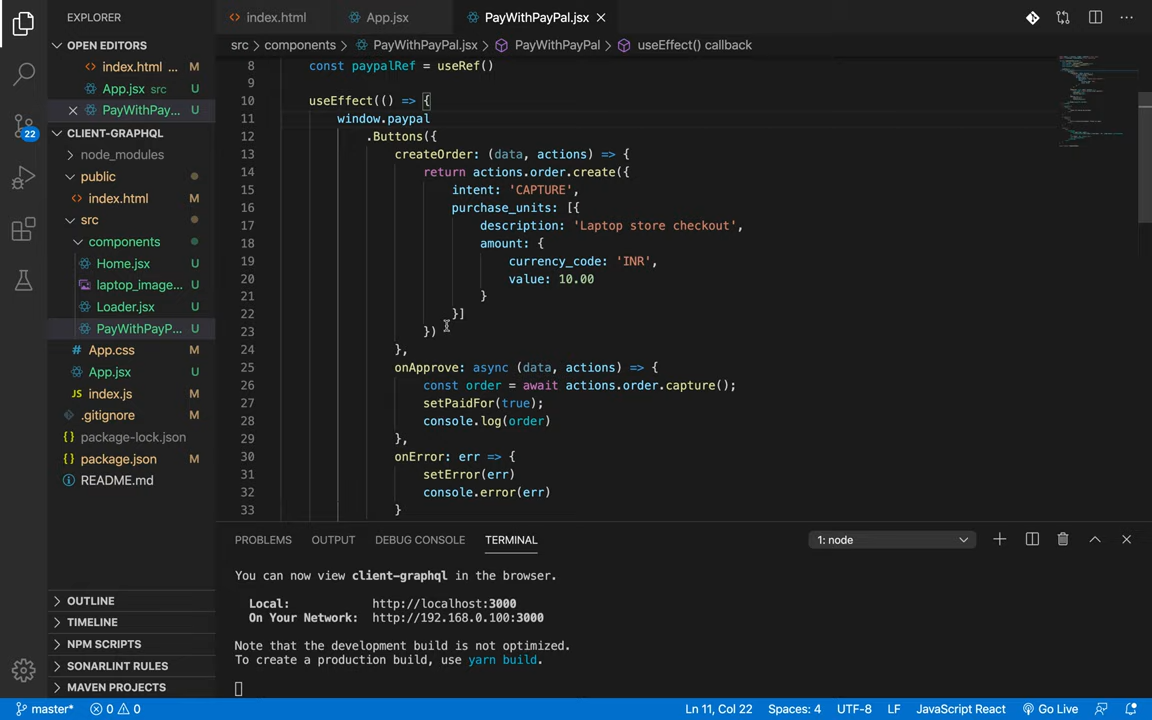 EXPLORER
index.html
App.jsx
PayWithPayPal.jsx
OPEN EDITORS
index.html ... M
App.jsx src U
PayWithPay... U
CLIENT-GRAPHQL
node_modules
public
index.html M
src
components
Home.jsx U
laptop_image... U
Loader.jsx U
PayWithPayP... U
App.css M
App.jsx U
index.js M
.gitignore M
package-lock.json
package.json M
README.md
OUTLINE
TIMELINE
NPM SCRIPTS
SONARLINT RULES
MAVEN PROJECTS
22
src > components > PayWithPayPal.jsx > PayWithPayPal > useEffect() callback
8 const paypalRef = useRef()
9
10 useEffect(() => {
11 window.paypal
12 .Buttons({
13 createOrder: (data, actions) => {
14 return actions.order.create({
15 intent: 'CAPTURE',
16 purchase_units: [{
17 description: 'Laptop store checkout',
18 amount: {
19 currency_code: 'INR',
20 value: 10.00
21 }
22 }]
23 })
24 },
25 onApprove: async (data, actions) => {
26 const order = await actions.order.capture();
27 setPaidFor(true);
28 console.log(order)
29 },
30 onError: err => {
31 setError(err)
32 console.error(err)
33 }
PROBLEMS OUTPUT DEBUG CONSOLE TERMINAL 1: node
You can now view client-graphql in the browser.
Local: http://localhost:3000
On Your Network: http://192.168.0.100:3000
Note that the development build is not optimized.
To create a production build, use yarn build.
master* 0 0 Ln 11, Col 22 Spaces: 4 UTF-8 LF JavaScript React Go Live